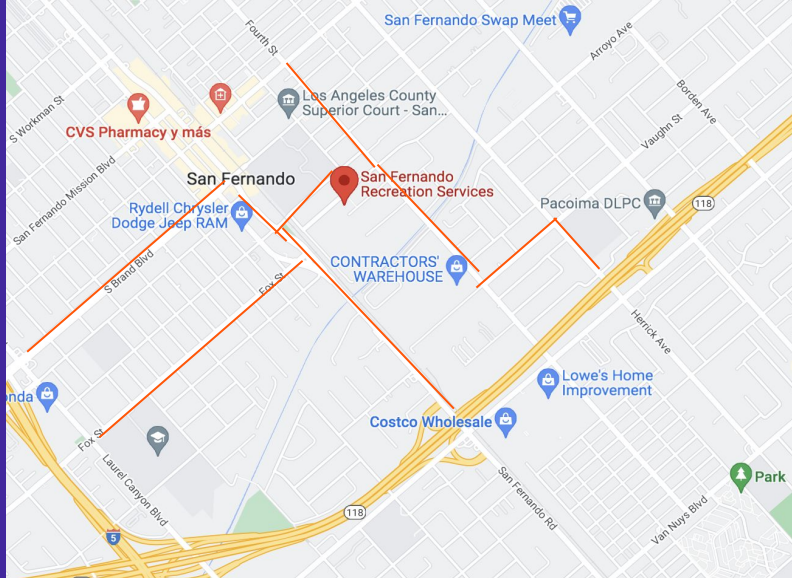 San Fernando Swap Meet
Fourth St
Arroyo Ave
Borden Ave
Los Angeles County
Superior Court - San...
S Workman St
CVS Pharmacy y más
Vaughn St
San Fernando
San Fernando
Recreation Services
San Fernando Mission Blvd
Rydell Chrysler
Dodge Jeep RAM
Pacoima DLPC
118
S Brand Blvd
CONTRACTORS'
WAREHOUSE
Fox St
Herrick Ave
Lowe's Home
Improvement
onda
Costco Wholesale
Fox St
Laurel Canyon Blvd
San Fernando Rd
Park
Van Nuys Blvd
118
5